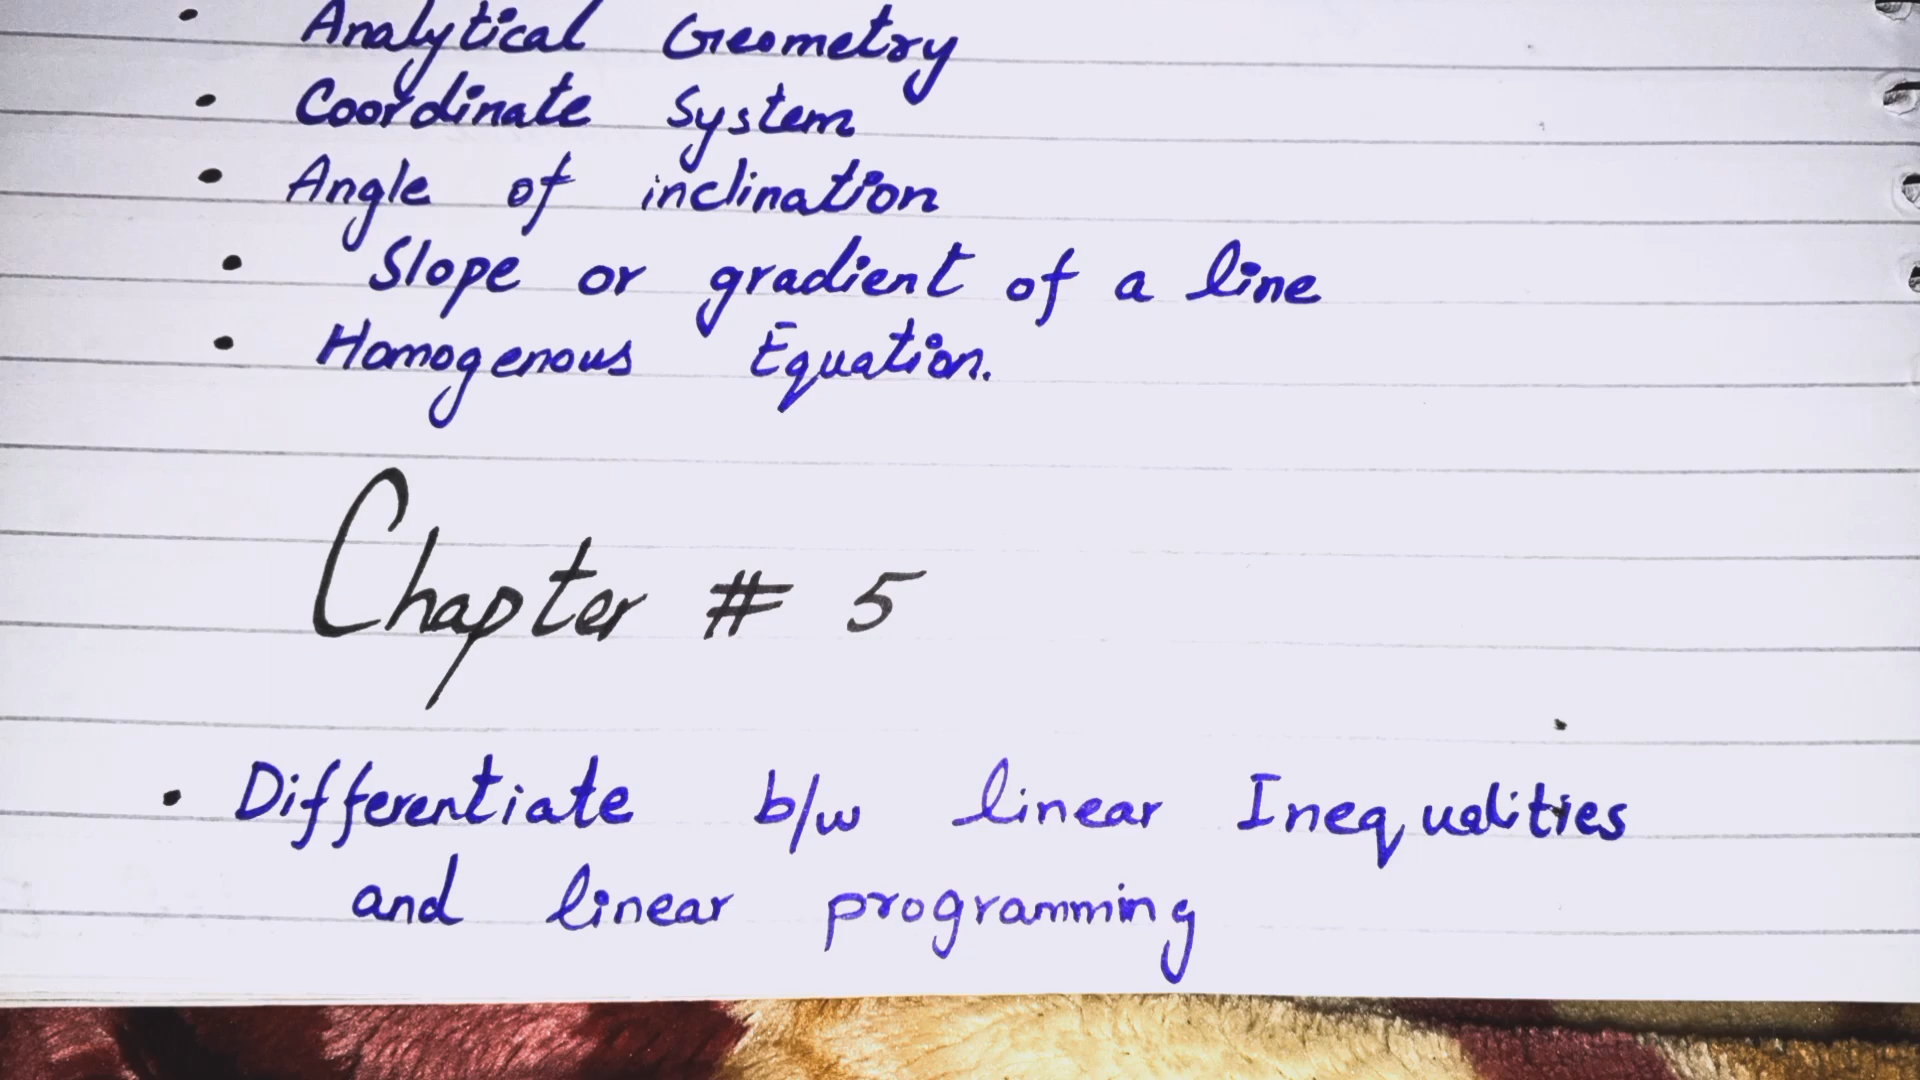 • Analytical Geometry
• Coordinate System
• Angle of inclination
• Slope or gradient of a line
• Homogenous Equation.
Chapter # 5
• Differentiate b/w linear Inequalities
and linear programming